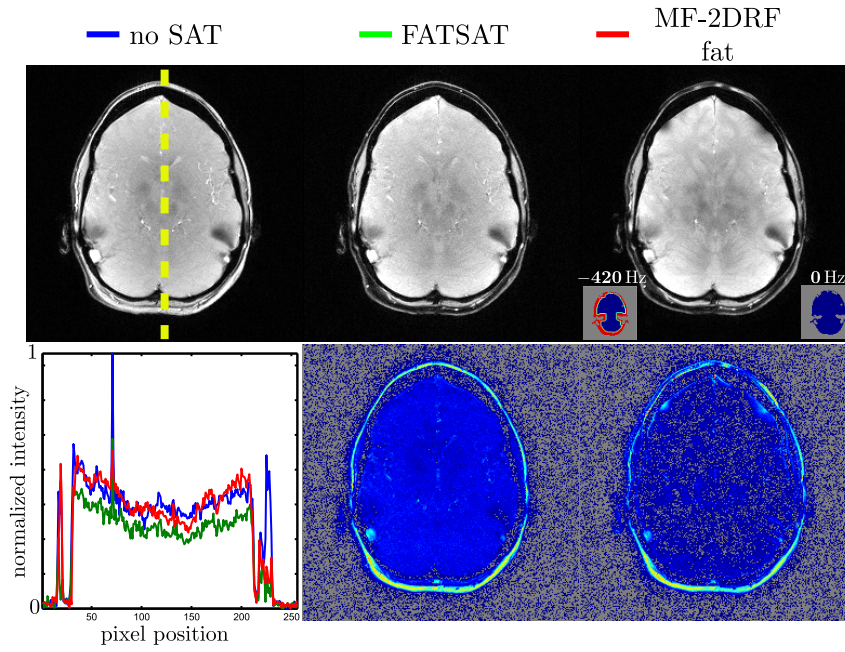 no SAT
FATSAT
MF-2DRF
fat
−420 Hz
0 Hz
1
normalized intensity
0
50
100
150
200
250
pixel position